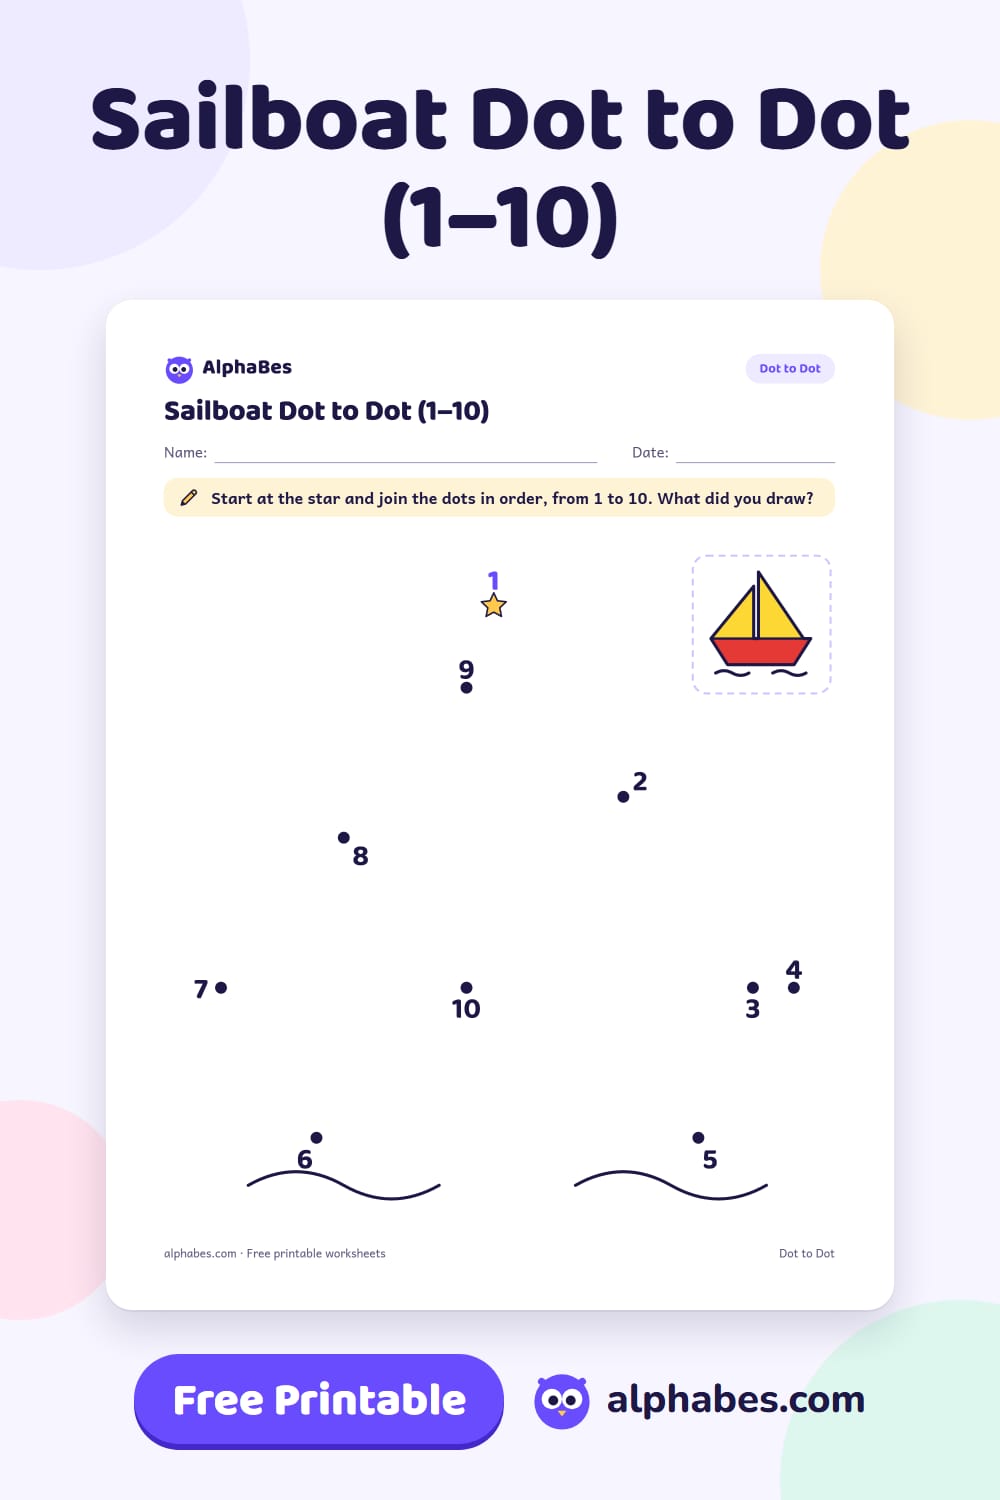 Sailboat Dot to Dot
(1–10)
AlphaBes
Dot to Dot
Sailboat Dot to Dot (1–10)
Name:
Date:
Start at the star and join the dots in order, from 1 to 10. What did you draw?
1
9
2
8
4
7
10
3
6
5
alphabes.com · Free printable worksheets
Dot to Dot
Free Printable
alphabes.com